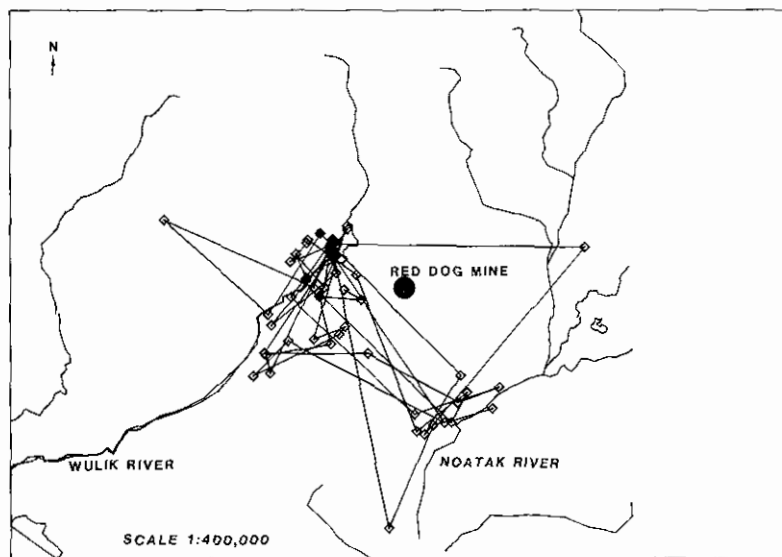 N
RED DOG MINE
WULIK RIVER
NOATAK RIVER
SCALE 1:400,000